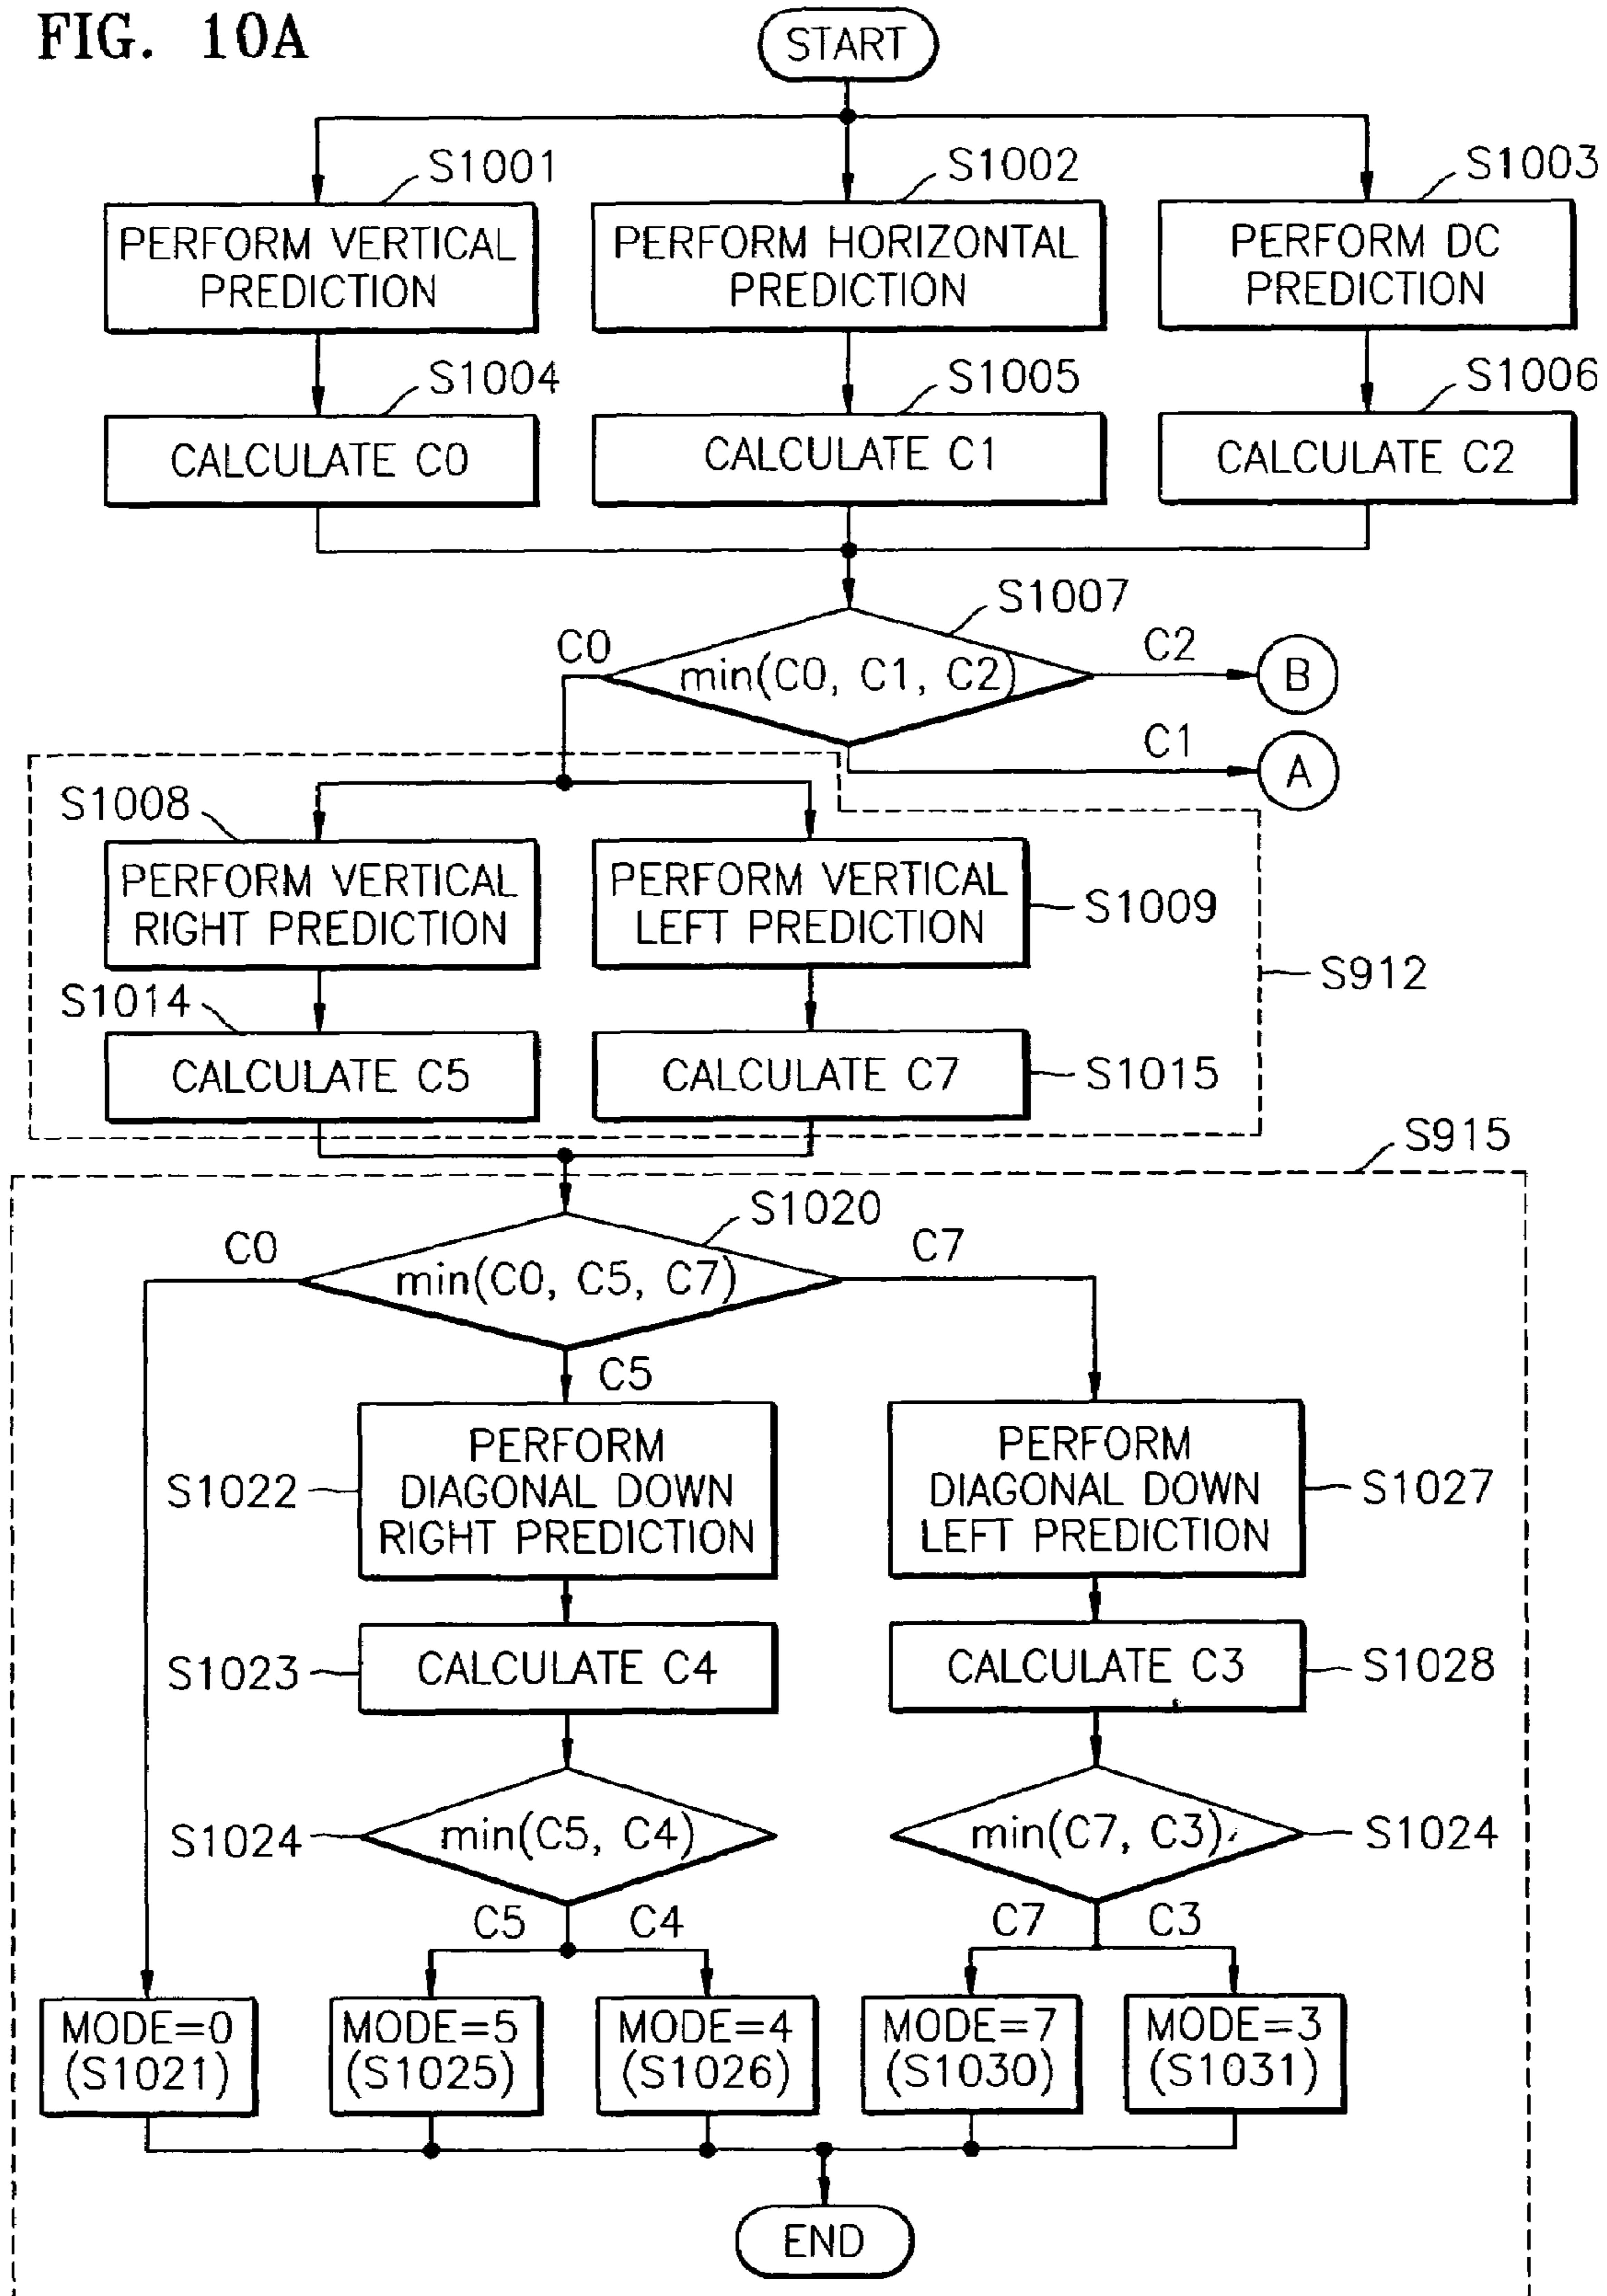 FIG. 10A
START
S1001
S1002
S1003
PERFORM VERTICAL
PREDICTION
PERFORM HORIZONTAL
PREDICTION
PERFORM DC
PREDICTION
S1004
S1005
S1006
CALCULATE C0
CALCULATE C1
CALCULATE C2
S1007
C0
min(C0, C1, C2)
C2
B
C1
A
S1008
PERFORM VERTICAL
RIGHT PREDICTION
PERFORM VERTICAL
LEFT PREDICTION
S1009
S912
S1014
CALCULATE C5
CALCULATE C7
S1015
S915
S1020
C0
min(C0, C5, C7)
C7
C5
S1022
PERFORM
DIAGONAL DOWN
RIGHT PREDICTION
PERFORM
DIAGONAL DOWN
LEFT PREDICTION
S1027
S1023
CALCULATE C4
CALCULATE C3
S1028
S1024
min(C5, C4)
min(C7, C3)
S1024
C5
C4
C7
C3
MODE=0
(S1021)
MODE=5
(S1025)
MODE=4
(S1026)
MODE=7
(S1030)
MODE=3
(S1031)
END